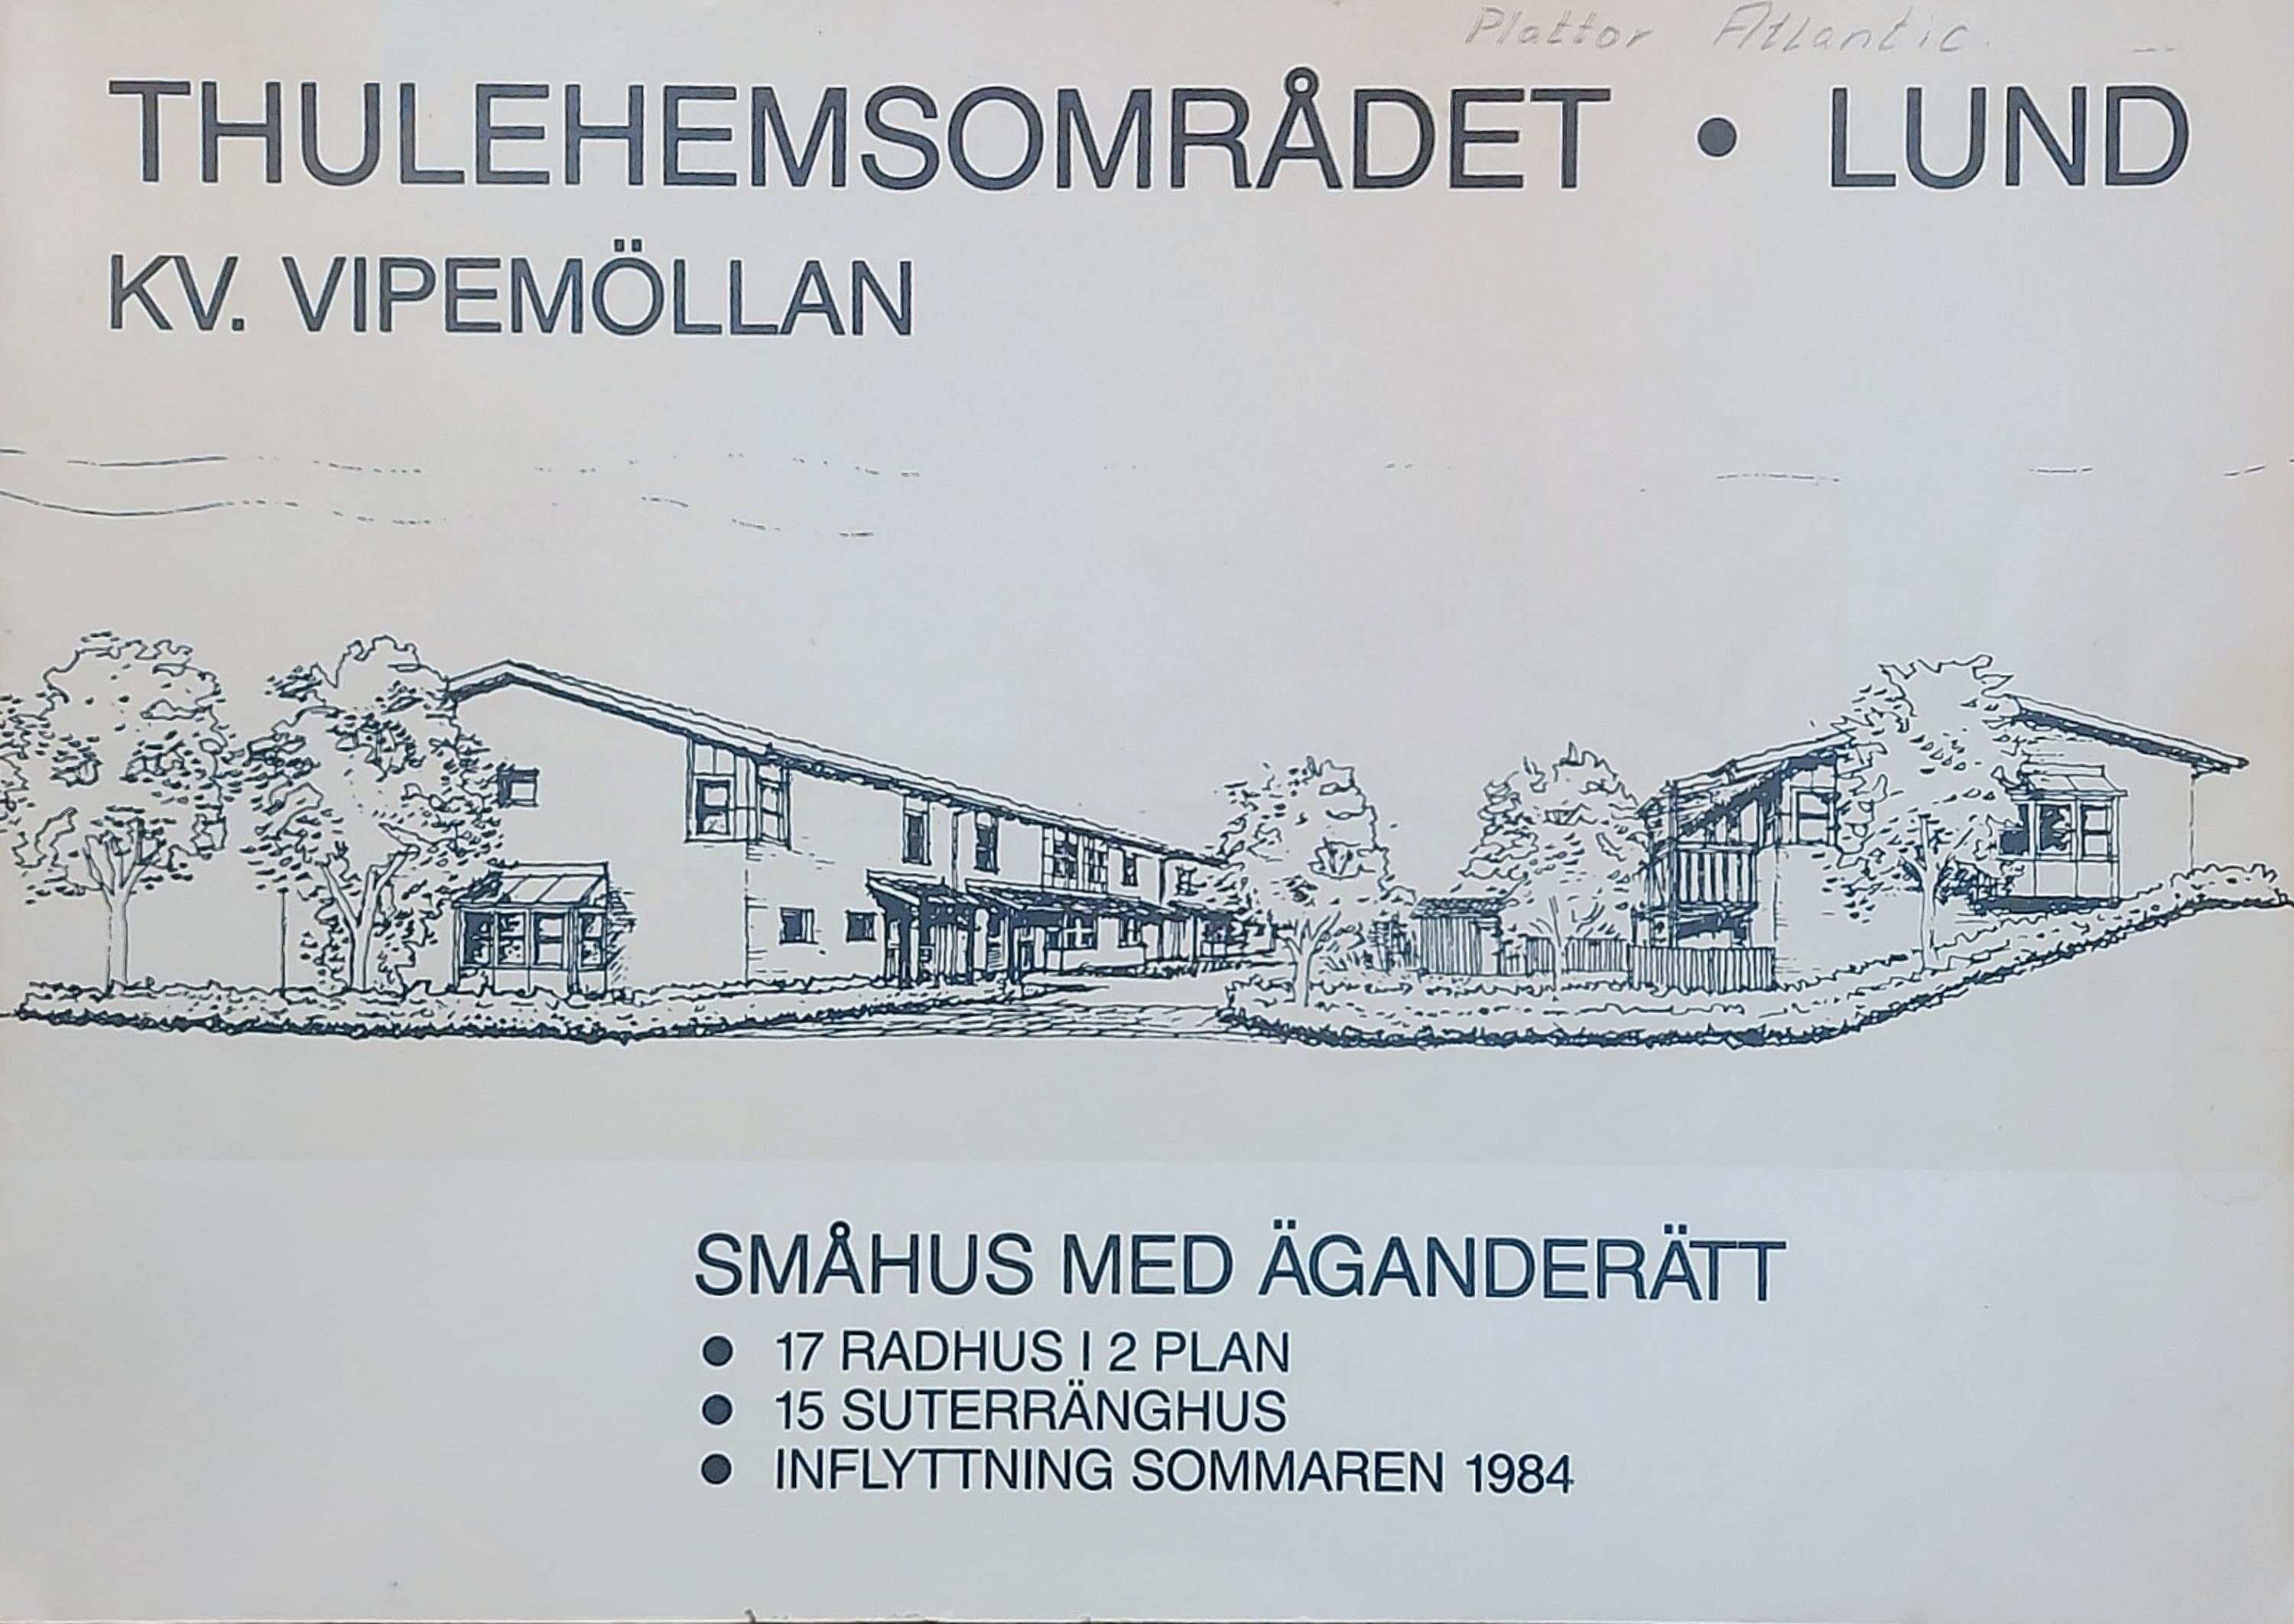 Plattor Atlantic.
THULEHEMSOMRÅDET • LUND
KV. VIPEMÖLLAN
SMÅHUS MED ÄGANDERÄTT
• 17 RADHUS I 2 PLAN
• 15 SUTERRÄNGHUS
• INFLYTTNING SOMMAREN 1984